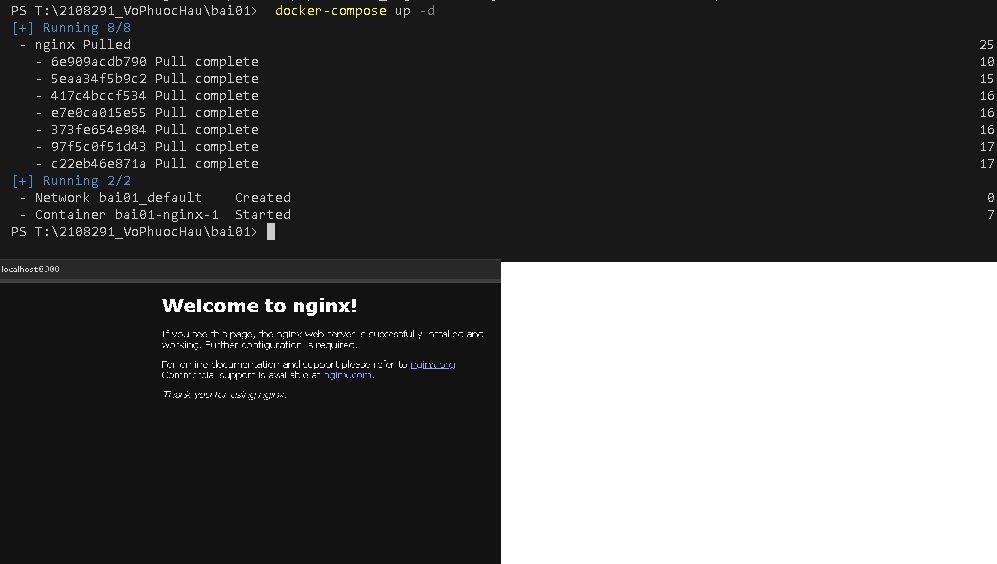 PS T:\2108291_VoPhuocHau\bai01> docker-compose up -d
[+] Running 8/8
- nginx Pulled 25
- 6e909acdb790 Pull complete 10
- 5eaa34f5b9c2 Pull complete 15
- 417c4bccf534 Pull complete 16
- e7e0ca015e55 Pull complete 16
- 373fe654e984 Pull complete 16
- 97f5c0f51d43 Pull complete 17
- c22eb46e871a Pull complete 17
[+] Running 2/2
- Network bai01_default Created 0
- Container bai01-nginx-1 Started 7
PS T:\2108291_VoPhuocHau\bai01>
Welcome to nginx!
If you see this page, the nginx web server is successfully installed and
working. Further configuration is required.
For online documentation and support please refer to nginx.org.
Commercial support is available at nginx.com.
Thank you for using nginx.